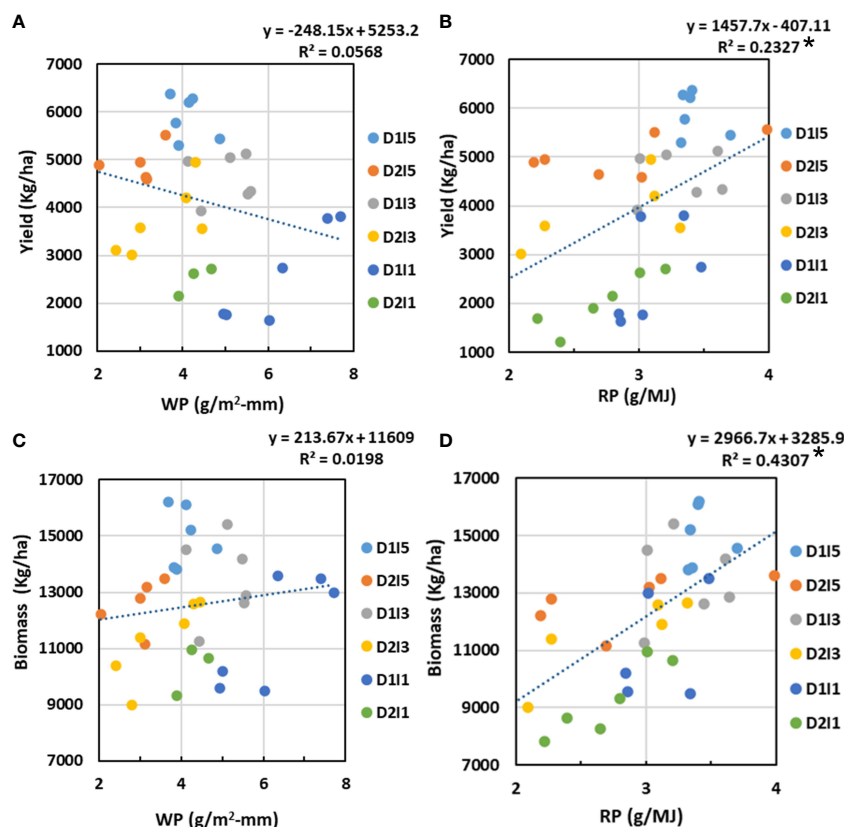 A
y = -248.15x + 5253.2
R² = 0.0568
7000
6000
5000
4000
3000
2000
1000
Yield (Kg/ha)
2 4 6 8
WP (g/m²-mm)
D1I5
D2I5
D1I3
D2I3
D1I1
D2I1
B
y = 1457.7x - 407.11
R² = 0.2327 *
7000
6000
5000
4000
3000
2000
1000
Yield (Kg/ha)
2 3 4
RP (g/MJ)
D1I5
D2I5
D1I3
D2I3
D1I1
D2I1
C
y = 213.67x + 11609
R² = 0.0198
17000
15000
13000
11000
9000
7000
Biomass (Kg/ha)
2 4 6 8
WP (g/m²-mm)
D1I5
D2I5
D1I3
D2I3
D1I1
D2I1
D
y = 2966.7x + 3285.9
R² = 0.4307 *
17000
15000
13000
11000
9000
7000
Biomass (Kg/ha)
2 3 4
RP (g/MJ)
D1I5
D2I5
D1I3
D2I3
D1I1
D2I1